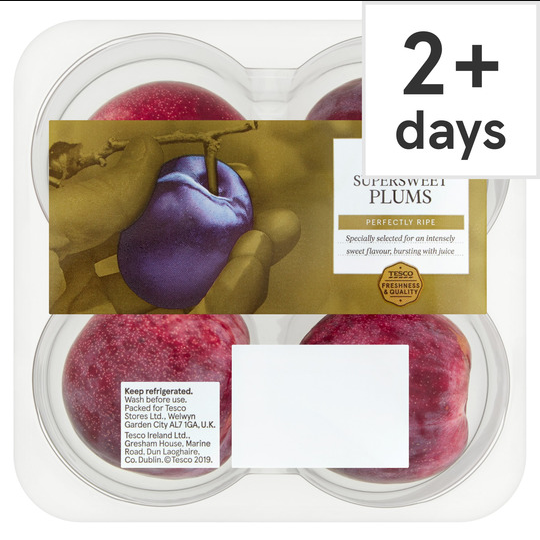 2+
days
SUPERSWEET
PLUMS
PERFECTLY RIPE
Specially selected for an intensely
sweet flavour, bursting with juice
TESCO
FRESHNESS
& QUALITY
Keep refrigerated.
Wash before use.
Packed for Tesco
Stores Ltd., Welwyn
Garden City AL7 1GA, U.K.
Tesco Ireland Ltd.,
Gresham House, Marine
Road, Dun Laoghaire,
Co. Dublin. © Tesco 2019.